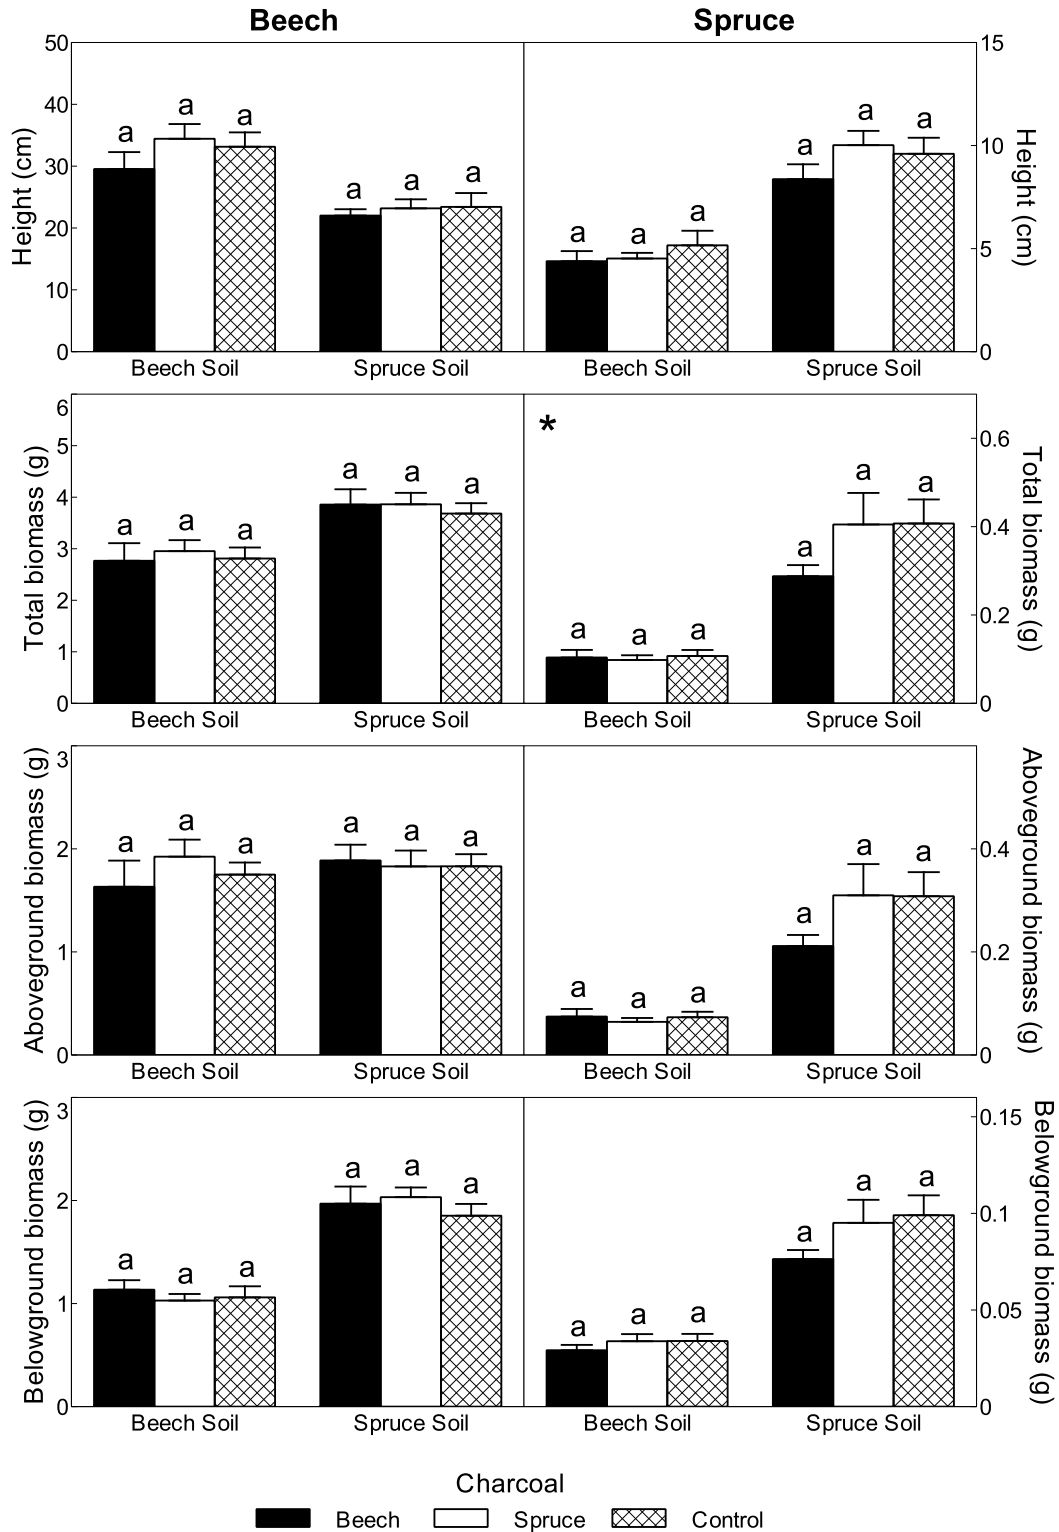 Beech Spruce
Height (cm)
50
40
30
20
10
0
a a a a a a
a a a a a a
15
10
5
0
Height (cm)
Beech Soil Spruce Soil Beech Soil Spruce Soil
Total biomass (g)
6
5
4
3
2
1
0
a a a a a a
*
a a a a a a
0.6
0.4
0.2
0
Total biomass (g)
Beech Soil Spruce Soil Beech Soil Spruce Soil
Aboveground biomass (g)
3
2
1
0
a a a a a a
a a a a a a
0.4
0.2
0
Aboveground biomass (g)
Beech Soil Spruce Soil Beech Soil Spruce Soil
Belowground biomass (g)
3
2
1
0
a a a a a a
a a a a a a
0.15
0.1
0.05
0
Belowground biomass (g)
Beech Soil Spruce Soil Beech Soil Spruce Soil
Charcoal
Beech Spruce Control